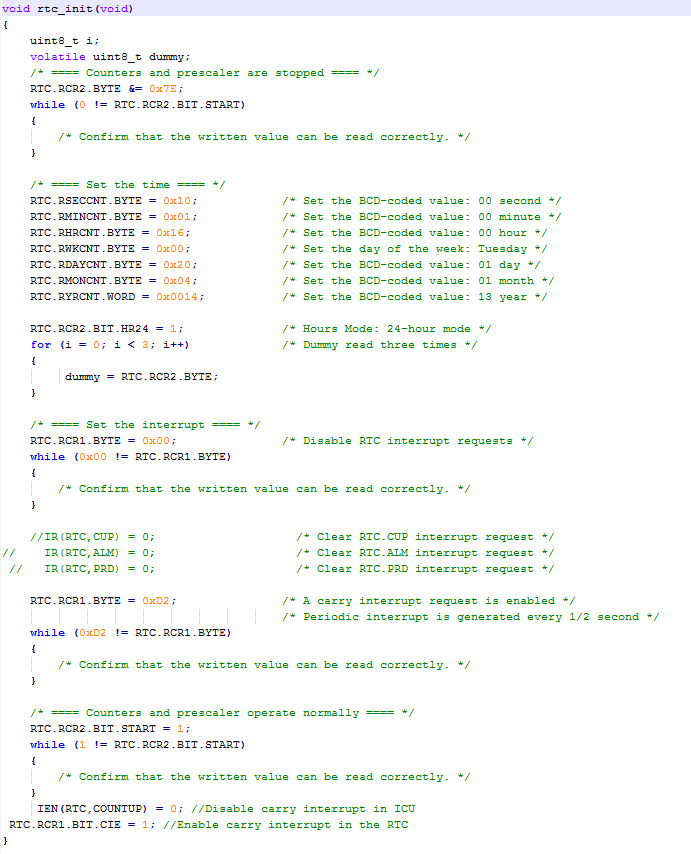 void rtc_init(void)
{
    uint8_t i;
    volatile uint8_t dummy;
    /* ==== Counters and prescaler are stopped ==== */
    RTC.RCR2.BYTE &= 0x7E;
    while (0 != RTC.RCR2.BIT.START)
    {
        /* Confirm that the written value can be read correctly. */
    }

    /* ==== Set the time ==== */
    RTC.RSECCNT.BYTE = 0x10;            /* Set the BCD-coded value: 00 second */
    RTC.RMINCNT.BYTE = 0x01;            /* Set the BCD-coded value: 00 minute */
    RTC.RHRCNT.BYTE = 0x16;             /* Set the BCD-coded value: 00 hour */
    RTC.RWKCNT.BYTE = 0x00;             /* Set the day of the week: Tuesday */
    RTC.RDAYCNT.BYTE = 0x20;            /* Set the BCD-coded value: 01 day */
    RTC.RMONCNT.BYTE = 0x04;            /* Set the BCD-coded value: 01 month */
    RTC.RYRCNT.WORD = 0x0014;           /* Set the BCD-coded value: 13 year */

    RTC.RCR2.BIT.HR24 = 1;              /* Hours Mode: 24-hour mode */
    for (i = 0; i < 3; i++)             /* Dummy read three times */
    {
         dummy = RTC.RCR2.BYTE;
    }

    /* ==== Set the interrupt ==== */
    RTC.RCR1.BYTE = 0x00;               /* Disable RTC interrupt requests */
    while (0x00 != RTC.RCR1.BYTE)
    {
        /* Confirm that the written value can be read correctly. */
    }

    //IR(RTC,CUP) = 0;                    /* Clear RTC.CUP interrupt request */
//    IR(RTC,ALM) = 0;                    /* Clear RTC.ALM interrupt request */
 //   IR(RTC,PRD) = 0;                    /* Clear RTC.PRD interrupt request */

    RTC.RCR1.BYTE = 0xD2;               /* A carry interrupt request is enabled */
                                        /* Periodic interrupt is generated every 1/2 second */
    while (0xD2 != RTC.RCR1.BYTE)
    {
        /* Confirm that the written value can be read correctly. */
    }

    /* ==== Counters and prescaler operate normally ==== */
    RTC.RCR2.BIT.START = 1;
    while (1 != RTC.RCR2.BIT.START)
    {
        /* Confirm that the written value can be read correctly. */
    }
     IEN(RTC,COUNTUP) = 0; //Disable carry interrupt in ICU
 RTC.RCR1.BIT.CIE = 1; //Enable carry interrupt in the RTC
}